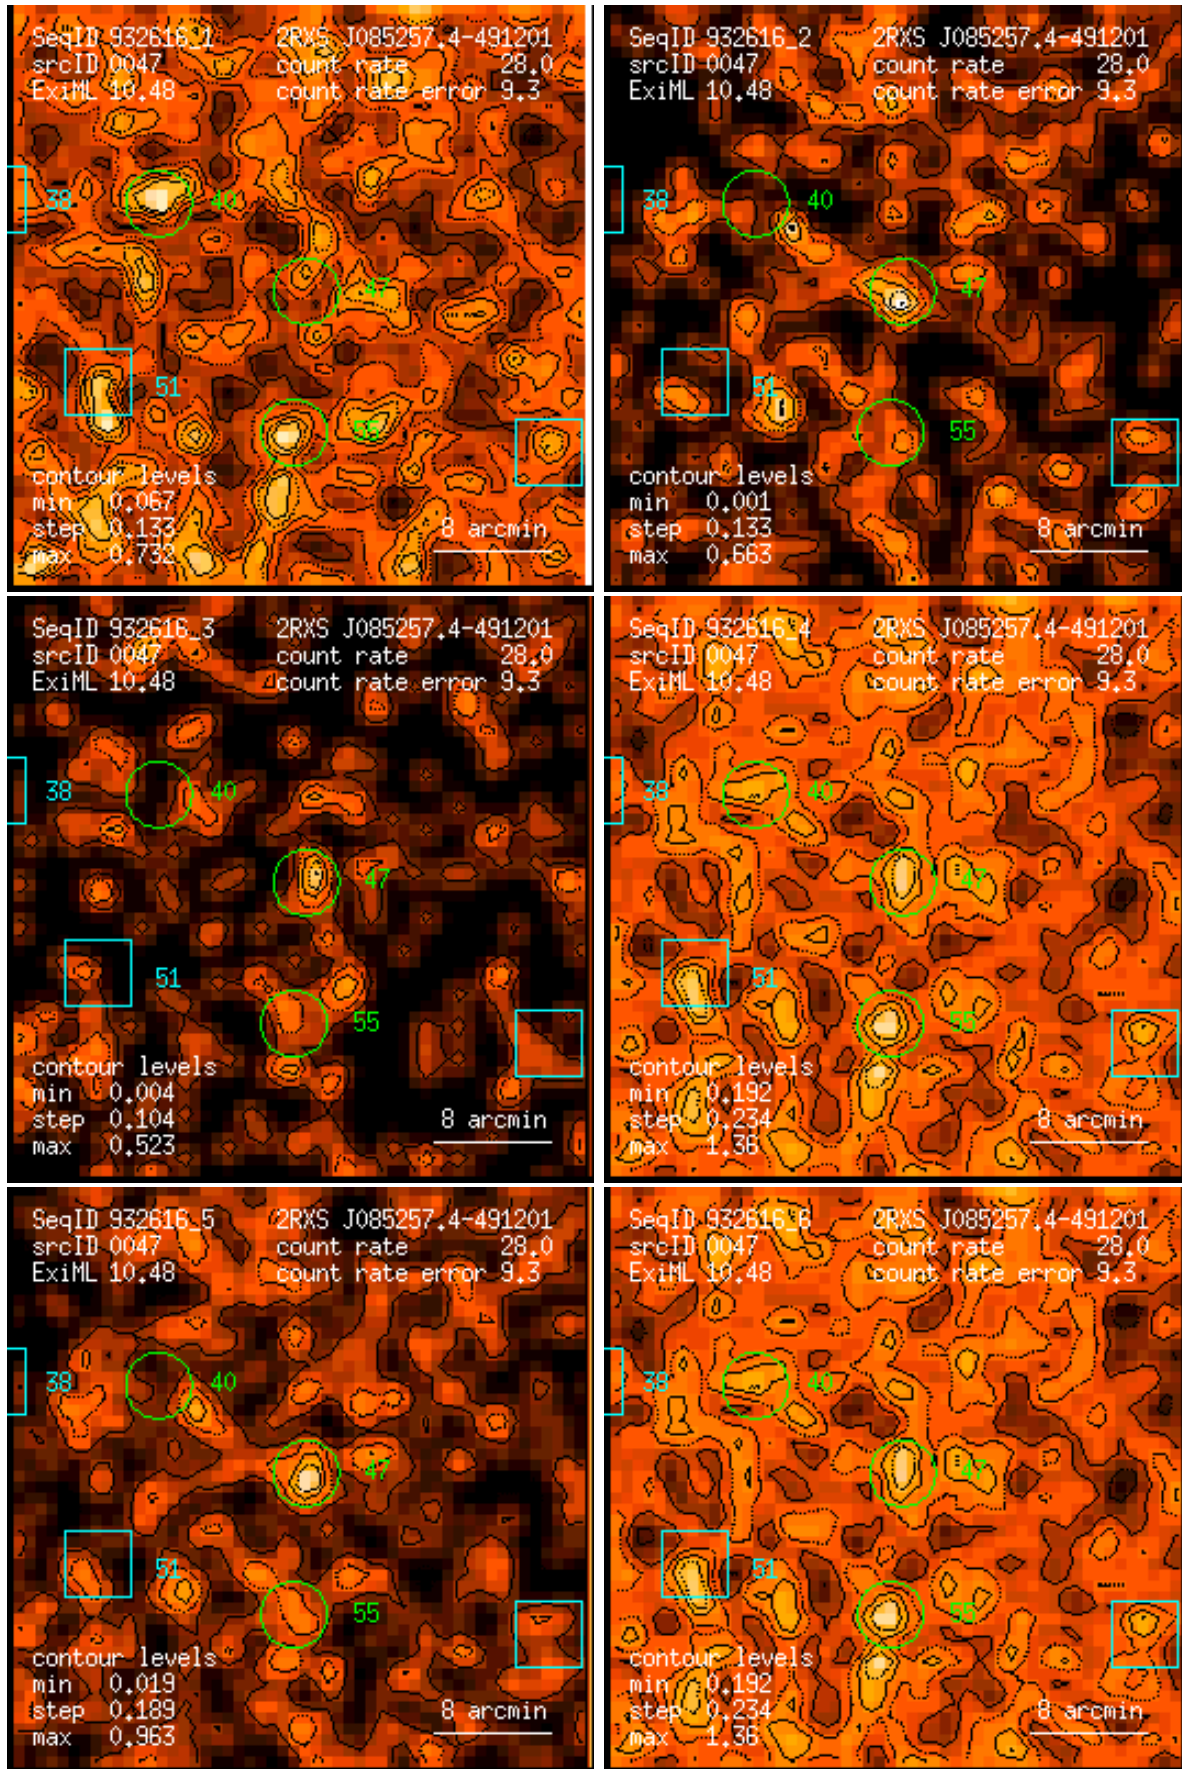 SeqID 932616_1 2RXS J085257.4-491201
srcID 0047 count rate 28.0
ExiML 10.48 count rate error 9.3
38 40
47
51
55
contour levels
min 0.067
step 0.133 8 arcmin
max 0.732
SeqID 932616_2 2RXS J085257.4-491201
srcID 0047 count rate 28.0
ExiML 10.48 count rate error 9.3
38 40
47
51
55
contour levels
min 0.001
step 0.133 8 arcmin
max 0.663
SeqID 932616_3 2RXS J085257.4-491201
srcID 0047 count rate 28.0
ExiML 10.48 count rate error 9.3
38 40
47
51
55
contour levels
min 0.004
step 0.104 8 arcmin
max 0.523
SeqID 932616_4 2RXS J085257.4-491201
srcID 0047 count rate 28.0
ExiML 10.48 count rate error 9.3
38 40
47
51
55
contour levels
min 0.192
step 0.234 8 arcmin
max 1.36
SeqID 932616_5 2RXS J085257.4-491201
srcID 0047 count rate 28.0
ExiML 10.48 count rate error 9.3
38 40
47
51
55
contour levels
min 0.019
step 0.189 8 arcmin
max 0.963
SeqID 932616_6 2RXS J085257.4-491201
srcID 0047 count rate 28.0
ExiML 10.48 count rate error 9.3
38 40
47
51
55
contour levels
min 0.192
step 0.234 8 arcmin
max 1.36